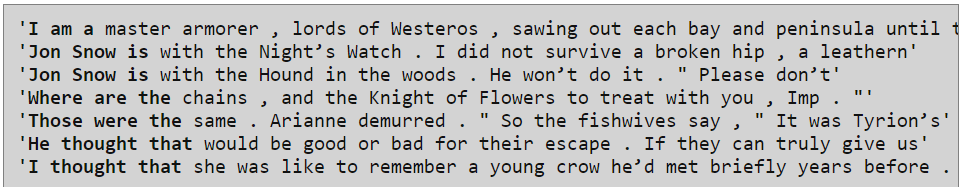 'I am a master armorer , lords of Westeros , sawing out each bay and peninsula until
'Jon Snow is with the Night’s Watch . I did not survive a broken hip , a leathern'
'Jon Snow is with the Hound in the woods . He won’t do it . " Please don’t'
'Where are the chains , and the Knight of Flowers to treat with you , Imp . "'
'Those were the same . Arianne demurred . " So the fishwives say , " It was Tyrion’s'
'He thought that would be good or bad for their escape . If they can truly give us'
'I thought that she was like to remember a young crow he’d met briefly years before .